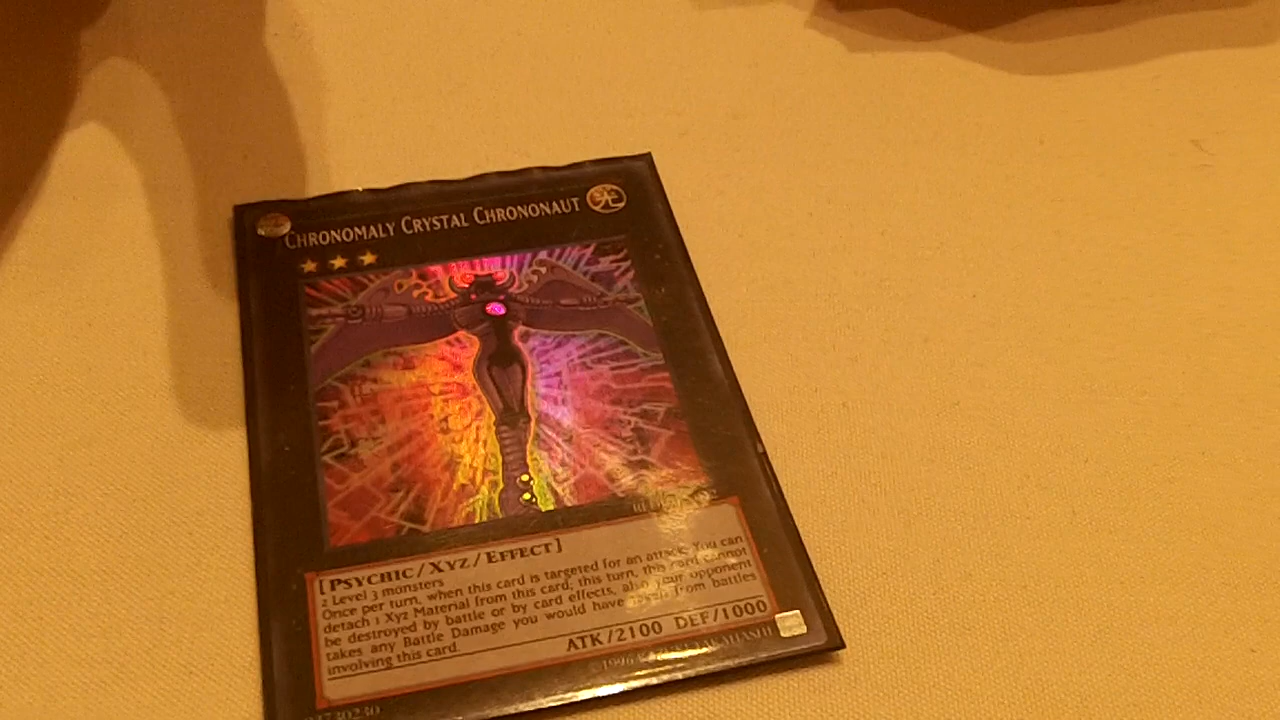 CHRONOMALY CRYSTAL CHRONONAUT
光
[PSYCHIC/XYZ/EFFECT]
2 Level 3 monsters
Once per turn, when this card is targeted for an attack: You can
detach 1 Xyz Material from this card; this turn, this card cannot
be destroyed by battle or by card effects, also your opponent
takes any Battle Damage you would have taken from battles
involving this card.
ATK/2100 DEF/1000